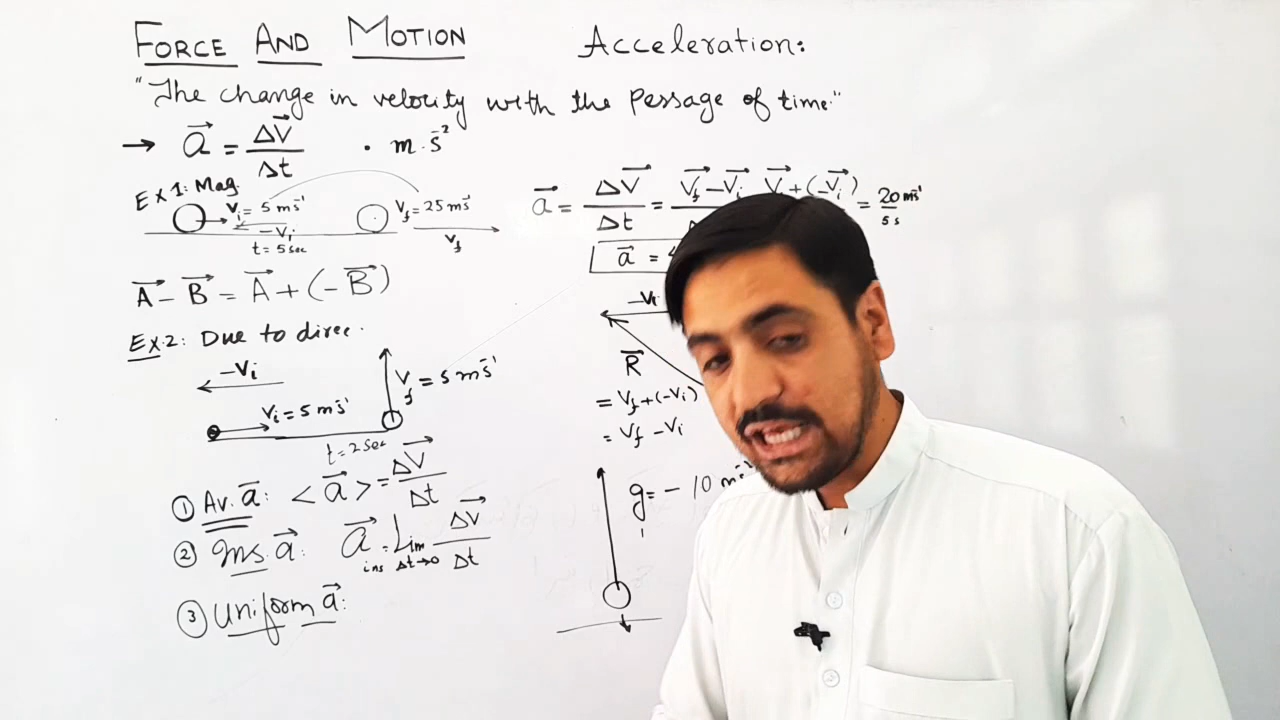 FORCE AND MOTION
Acceleration:
"The change in velocity with the Passage of time."
→ a⃗ = ΔV⃗/Δt · m·s⁻²
Ex 1: Mag.
Vi = 5 ms⁻¹
-Vi
t = 5 sec
Vf = 25 ms⁻¹
Vf
a⃗ = ΔV⃗/Δt = V⃗f - V⃗i V⃗ + (-V⃗i) = 20 ms⁻¹/5 s
a⃗ =
A⃗ - B⃗ = A⃗ + (-B⃗)
Ex.2: Due to direc.
-Vi
Vi = 5 ms⁻¹
t = 2 sec
Vf = 5 ms⁻¹
-Vi
R⃗
= Vf + (-Vi)
= Vf - Vi
① Av. a⃗: <a⃗> = ΔV⃗/Δt
② Ins. a⃗: a⃗ins = Lim Δt→0 ΔV⃗/Δt
③ Uniform a⃗:
g = -10 ms